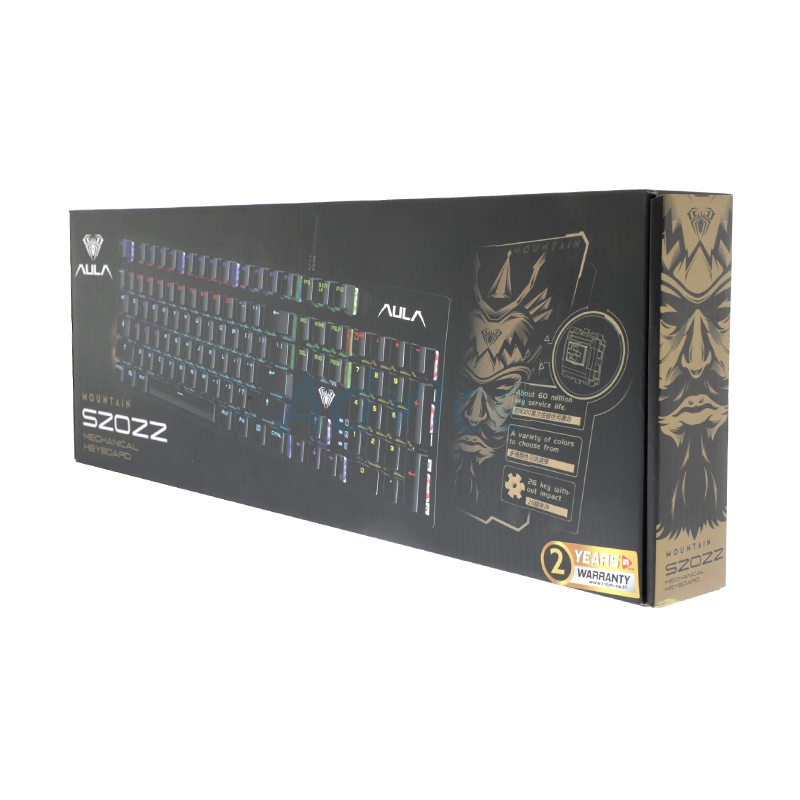 AULA
MOUNTAIN
S2022
MECHANICAL
KEYBOARD
AULA
MOUNTAIN
About 60 million
key service life.
A variety of colors
to choose from
26 key with-
out impact
2 YEARS
WARRANTY
MOUNTAIN
S2022
MECHANICAL
KEYBOARD